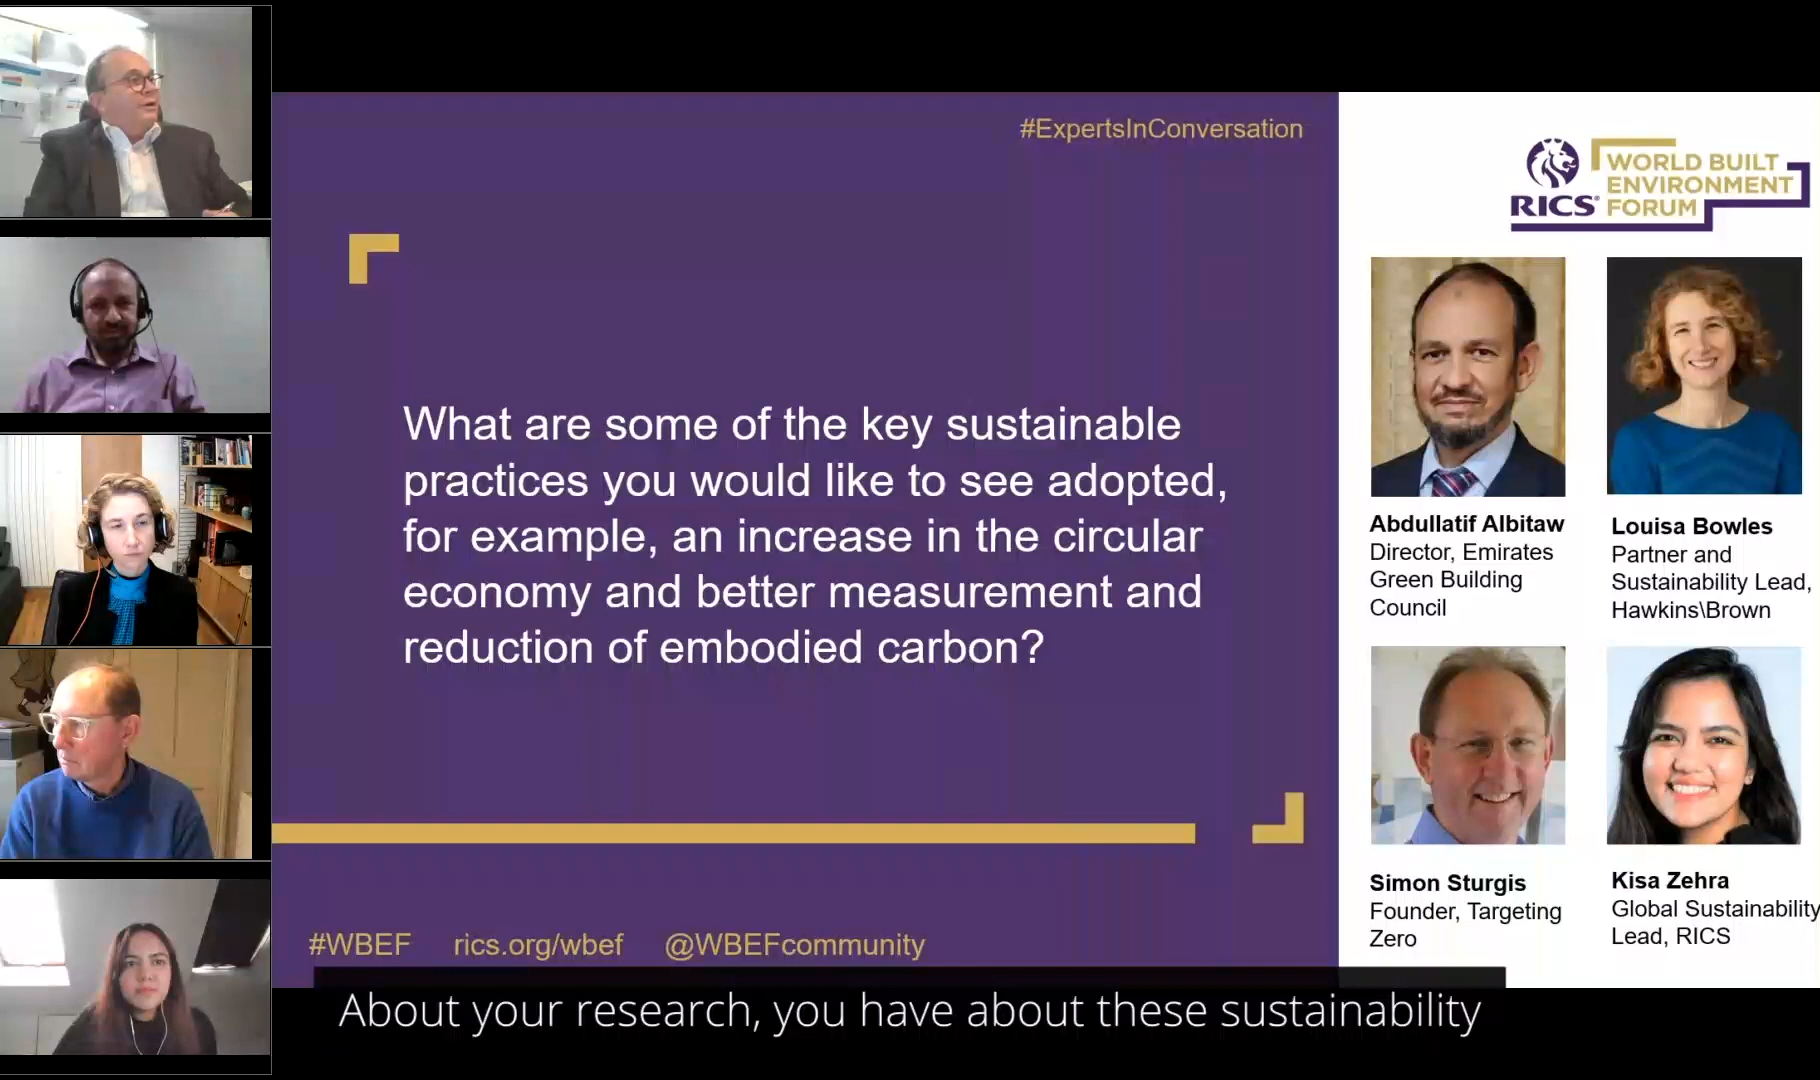 #ExpertsInConversation
What are some of the key sustainable
practices you would like to see adopted,
for example, an increase in the circular
economy and better measurement and
reduction of embodied carbon?
#WBEF rics.org/wbef @WBEFcommunity
RICS
WORLD BUILT
ENVIRONMENT
FORUM
Abdullatif Albitaw
Director, Emirates
Green Building
Council
Louisa Bowles
Partner and
Sustainability Lead,
Hawkins\Brown
Simon Sturgis
Founder, Targeting
Zero
Kisa Zehra
Global Sustainability
Lead, RICS
About your research, you have about these sustainability